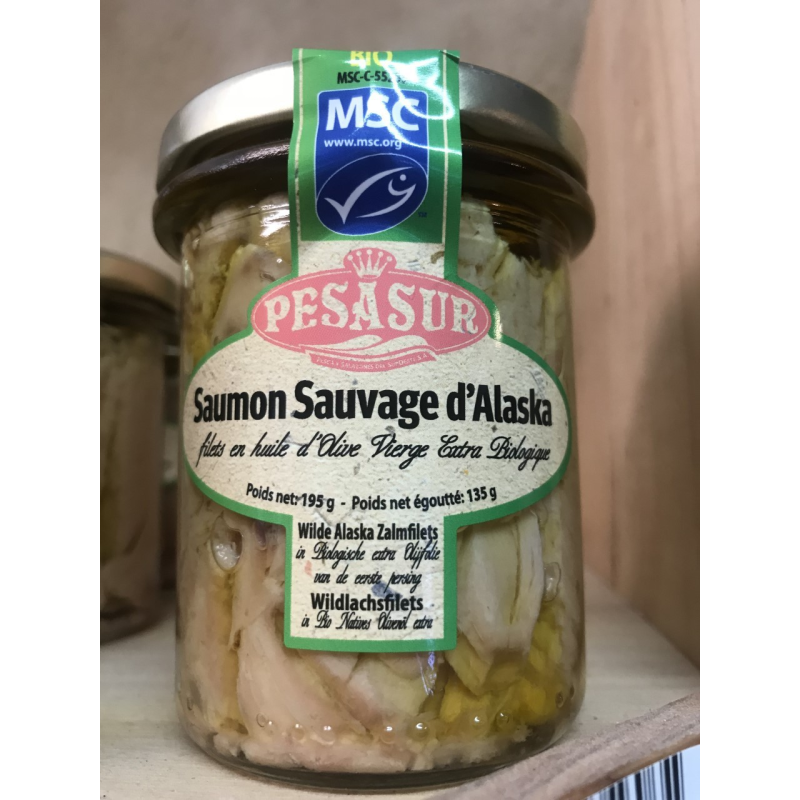 BIO
MSC
www.msc.org
PESASUR
Saumon Sauvage d'Alaska
filets en huile d'Olive Vierge Extra Biologique
Poids net: 195 g - Poids net égoutté: 135 g
Wilde Alaska Zalmfilets
in Biologische extra Olijfolie
van de eerste persing
Wildlachsfilets
in Bio Natives Olivenöl extra